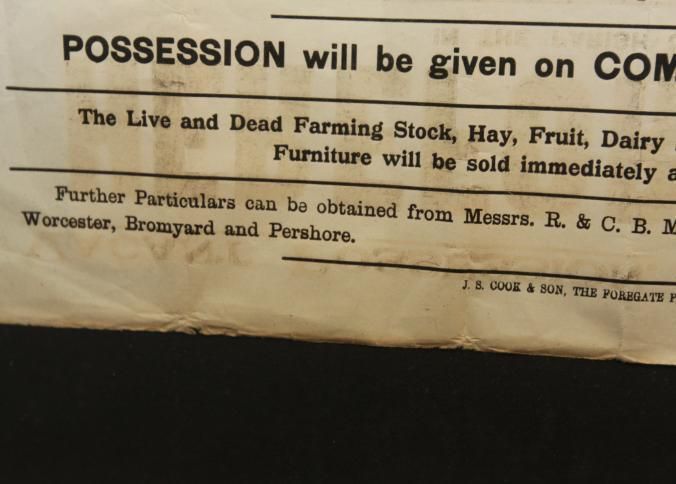 POSSESSION will be given on COM
The Live and Dead Farming Stock, Hay, Fruit, Dairy
Furniture will be sold immediately a
Further Particulars can be obtained from Messrs. R. & C. B. M
Worcester, Bromyard and Pershore.
J. S. COOK & SON, THE FOREGATE P